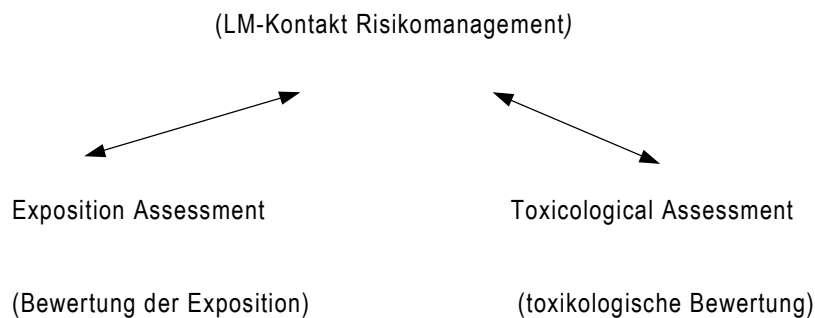 (LM-Kontakt Risikomanagement)
Exposition Assessment
Toxicological Assessment
(Bewertung der Exposition)
(toxikologische Bewertung)